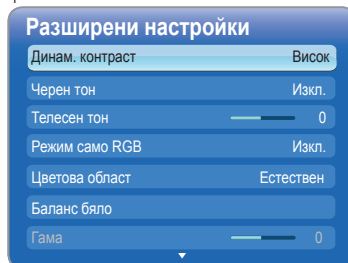 Разширени настройки
Динам. контраст Висок
Черен тон Изкл.
Телесен тон 0
Режим само RGB Изкл.
Цветова област Естествен
Баланс бяло
Гама 0